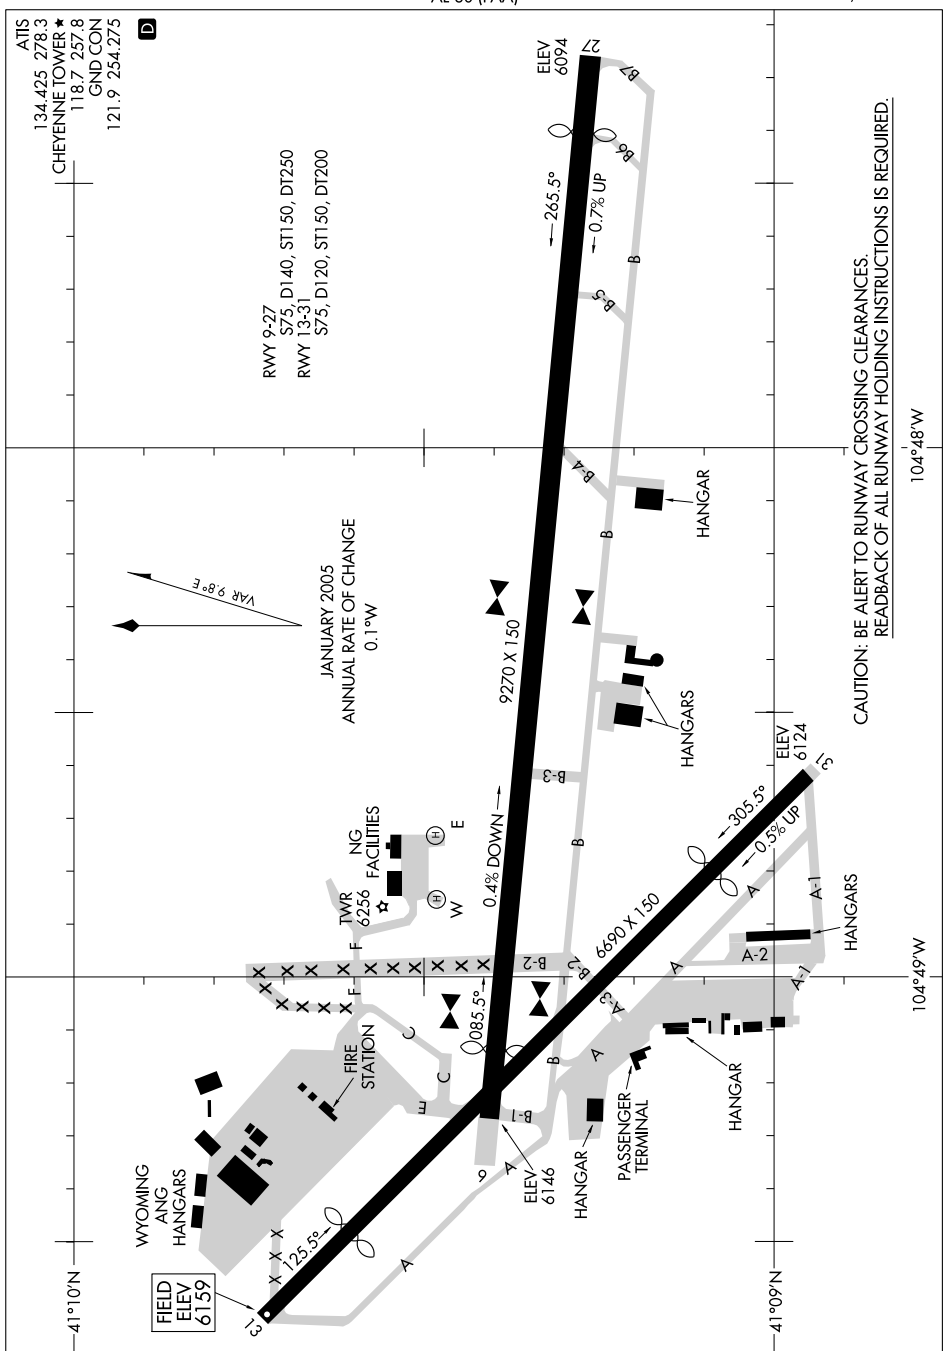 AL-80 (FAA)
ATIS
134.425 278.3
CHEYENNE TOWER ★
118.7 257.8
GND CON
121.9 254.275
D
RWY 9-27
S75, D140, ST150, DT250
RWY 13-31
S75, D120, ST150, DT200
VAR 9.8°E
JANUARY 2005
ANNUAL RATE OF CHANGE
0.1°W
ELEV
6094
27
B7
B6
265.5°
0.7% UP
B
B-5
B-4
B
HANGAR
9270 X 150
HANGARS
B-3
B
0.4% DOWN
NG
FACILITIES
TWR
6256
H
E
H
W
F
F
B-2
B-2
085.5°
C
C
E
B
B-1
9
ELEV
6146
FIRE
STATION
WYOMING
ANG
HANGARS
FIELD
ELEV
6159
13
125.5°
X X X
X X X X X X X X X
X X X X X
A
A
A
A-3
A
A
A-2
A-1
A-1
6690 X 150
305.5°
0.5% UP
ELEV
6124
31
HANGARS
HANGAR
PASSENGER
TERMINAL
HANGAR
41°10'N
41°09'N
104°48'W
104°49'W
CAUTION: BE ALERT TO RUNWAY CROSSING CLEARANCES.
READBACK OF ALL RUNWAY HOLDING INSTRUCTIONS IS REQUIRED.